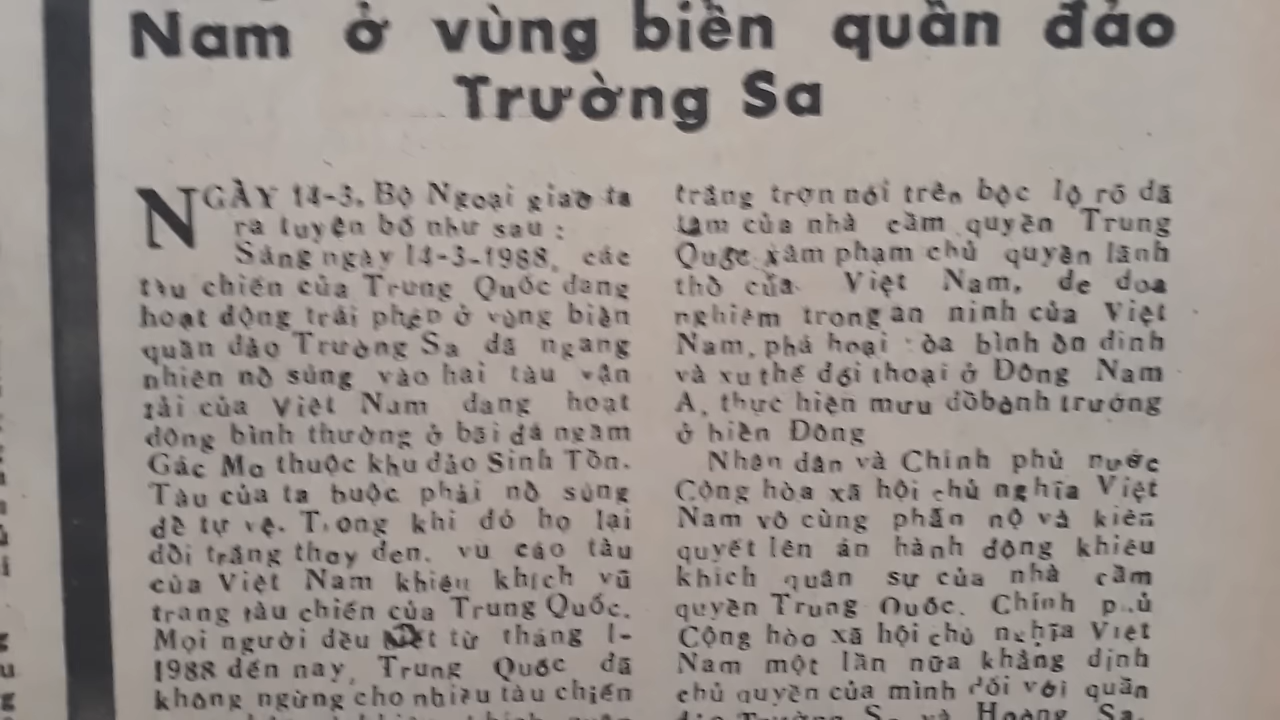 Nam ở vùng biển quần đảo
Trường Sa
NGÀY 14-3, Bộ Ngoại giao ta
ra tuyên bố như sau :
Sáng ngày 14-3-1988, các
tàu chiến của Trung Quốc đang
hoạt động trái phép ở vùng biển
quần đảo Trường Sa đã ngang
nhiên nổ súng vào hai tàu vận
tải của Việt Nam đang hoạt
động bình thường ở bãi đá ngầm
Gác Ma thuộc khu đảo Sinh Tồn.
Tàu của ta buộc phải nổ súng
để tự vệ. Trong khi đó họ lại
đổi trắng thay đen, vu cáo tàu
của Việt Nam khiêu khích vũ
trang tàu chiến của Trung Quốc.
Mọi người đều biết từ tháng 1-
1988 đến nay, Trung Quốc đã
không ngừng cho nhiều tàu chiến
trắng trợn nói trên bộc lộ rõ dã
tâm của nhà cầm quyền Trung
Quốc xâm phạm chủ quyền lãnh
thổ của Việt Nam, đe dọa
nghiêm trọng an ninh của Việt
Nam, phá hoại hòa bình ổn định
và xu thế đối thoại ở Đông Nam
A, thực hiện mưu đồ bành trướng
ở biển Đông
Nhân dân và Chính phủ nước
Cộng hòa xã hội chủ nghĩa Việt
Nam vô cùng phẫn nộ và kiên
quyết lên án hành động khiêu
khích quân sự của nhà cầm
quyền Trung Quốc. Chính phủ
Cộng hòa xã hội chủ nghĩa Việt
Nam một lần nữa khẳng định
chủ quyền của mình đối với quần
đảo Trường Sa và Hoàng Sa.